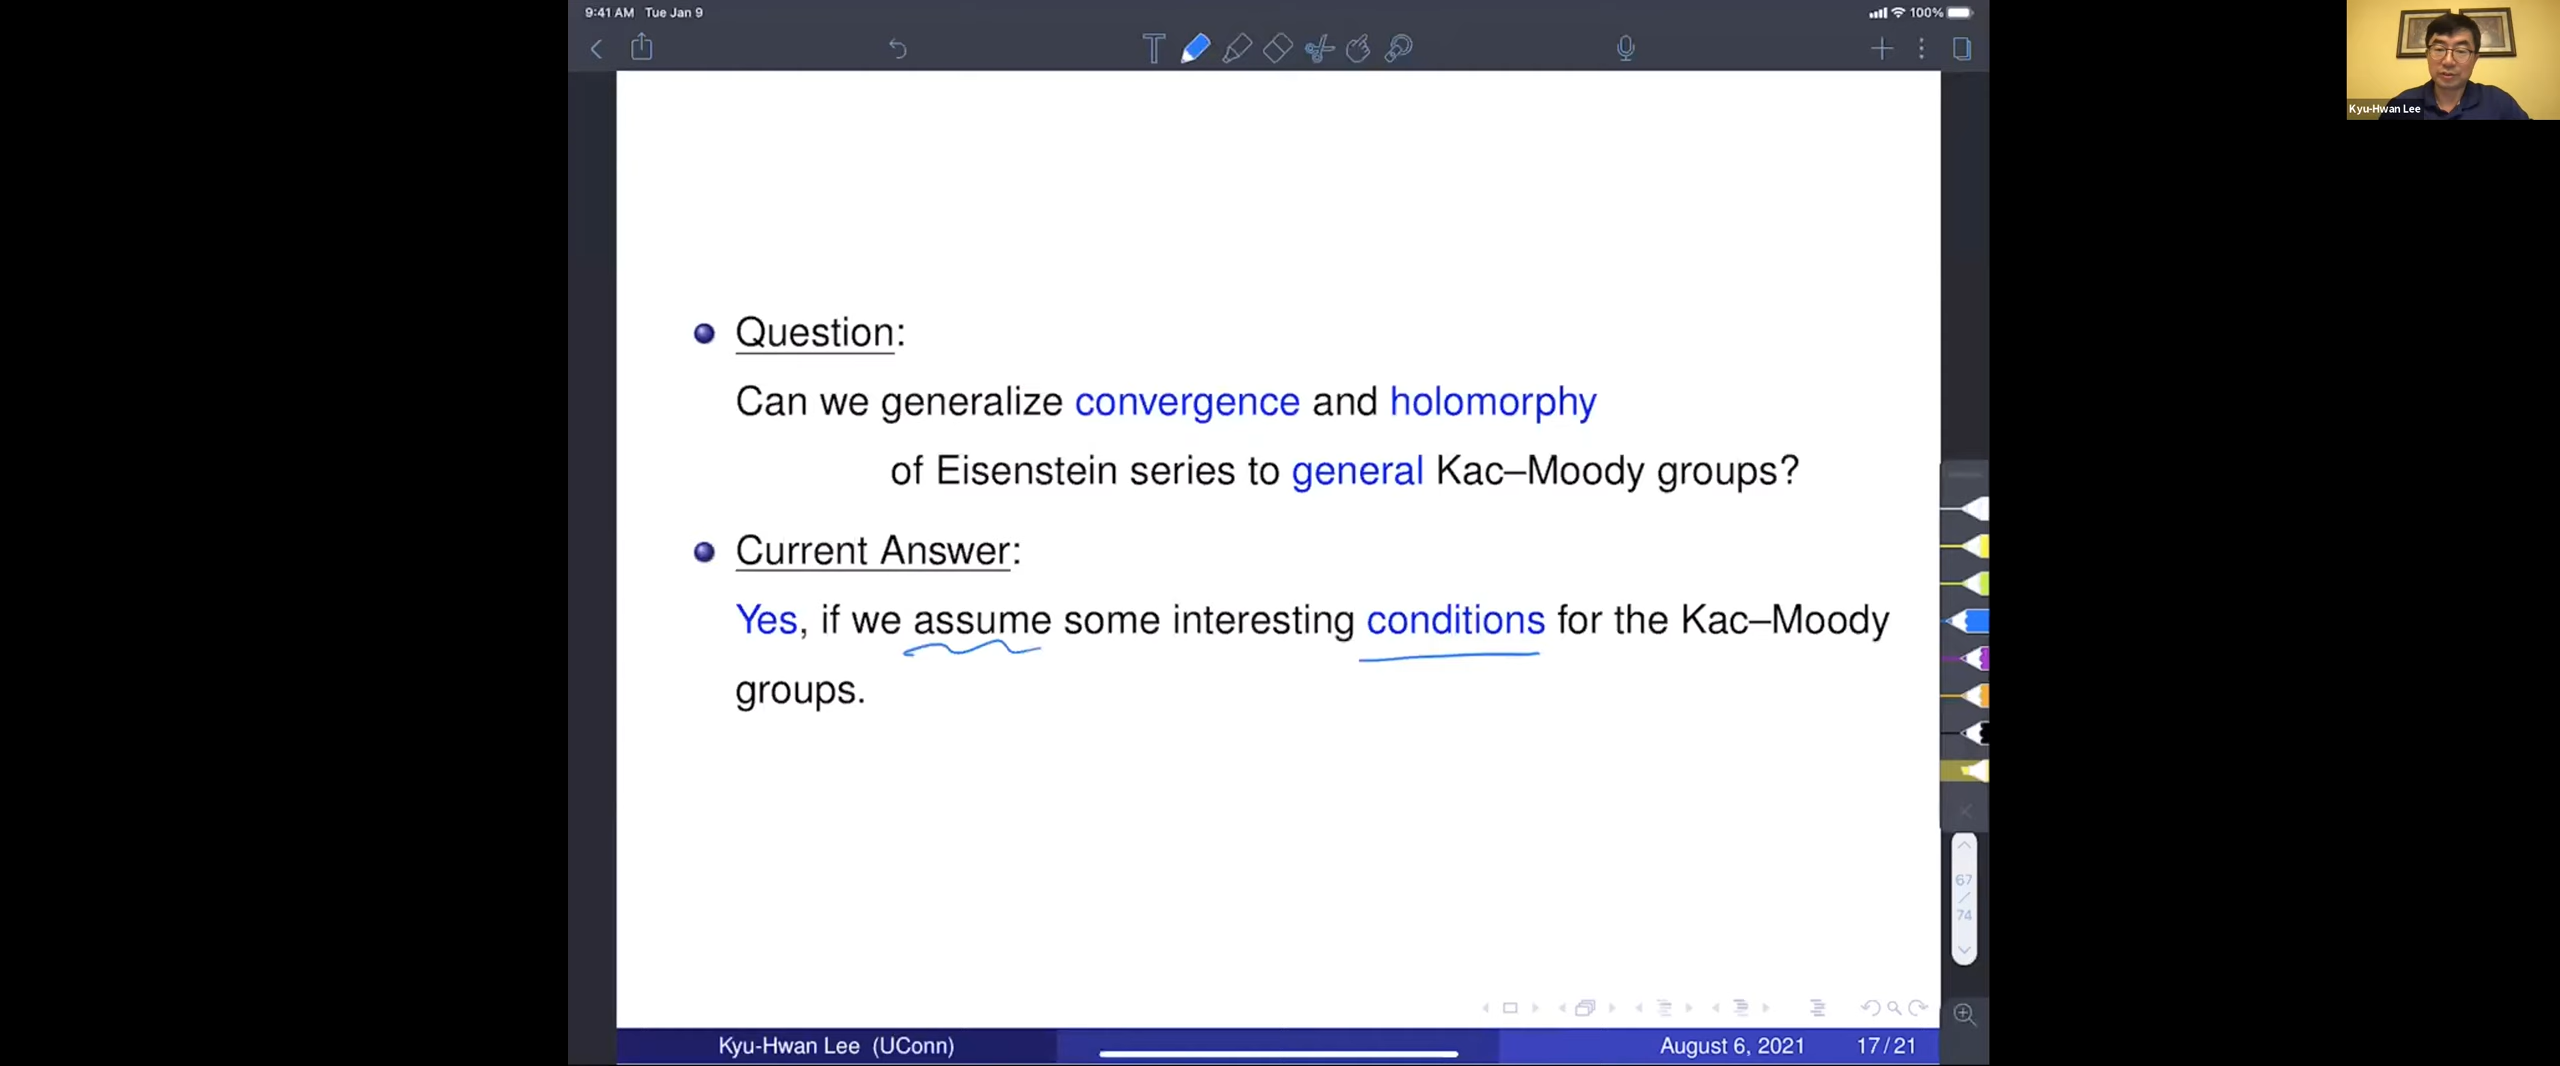 9:41 AM Tue Jan 9
100%
Kyu-Hwan Lee
Question:
Can we generalize convergence and holomorphy
of Eisenstein series to general Kac–Moody groups?
Current Answer:
Yes, if we assume some interesting conditions for the Kac–Moody
groups.
67
/
74
Kyu-Hwan Lee (UConn)
August 6, 2021
17/21